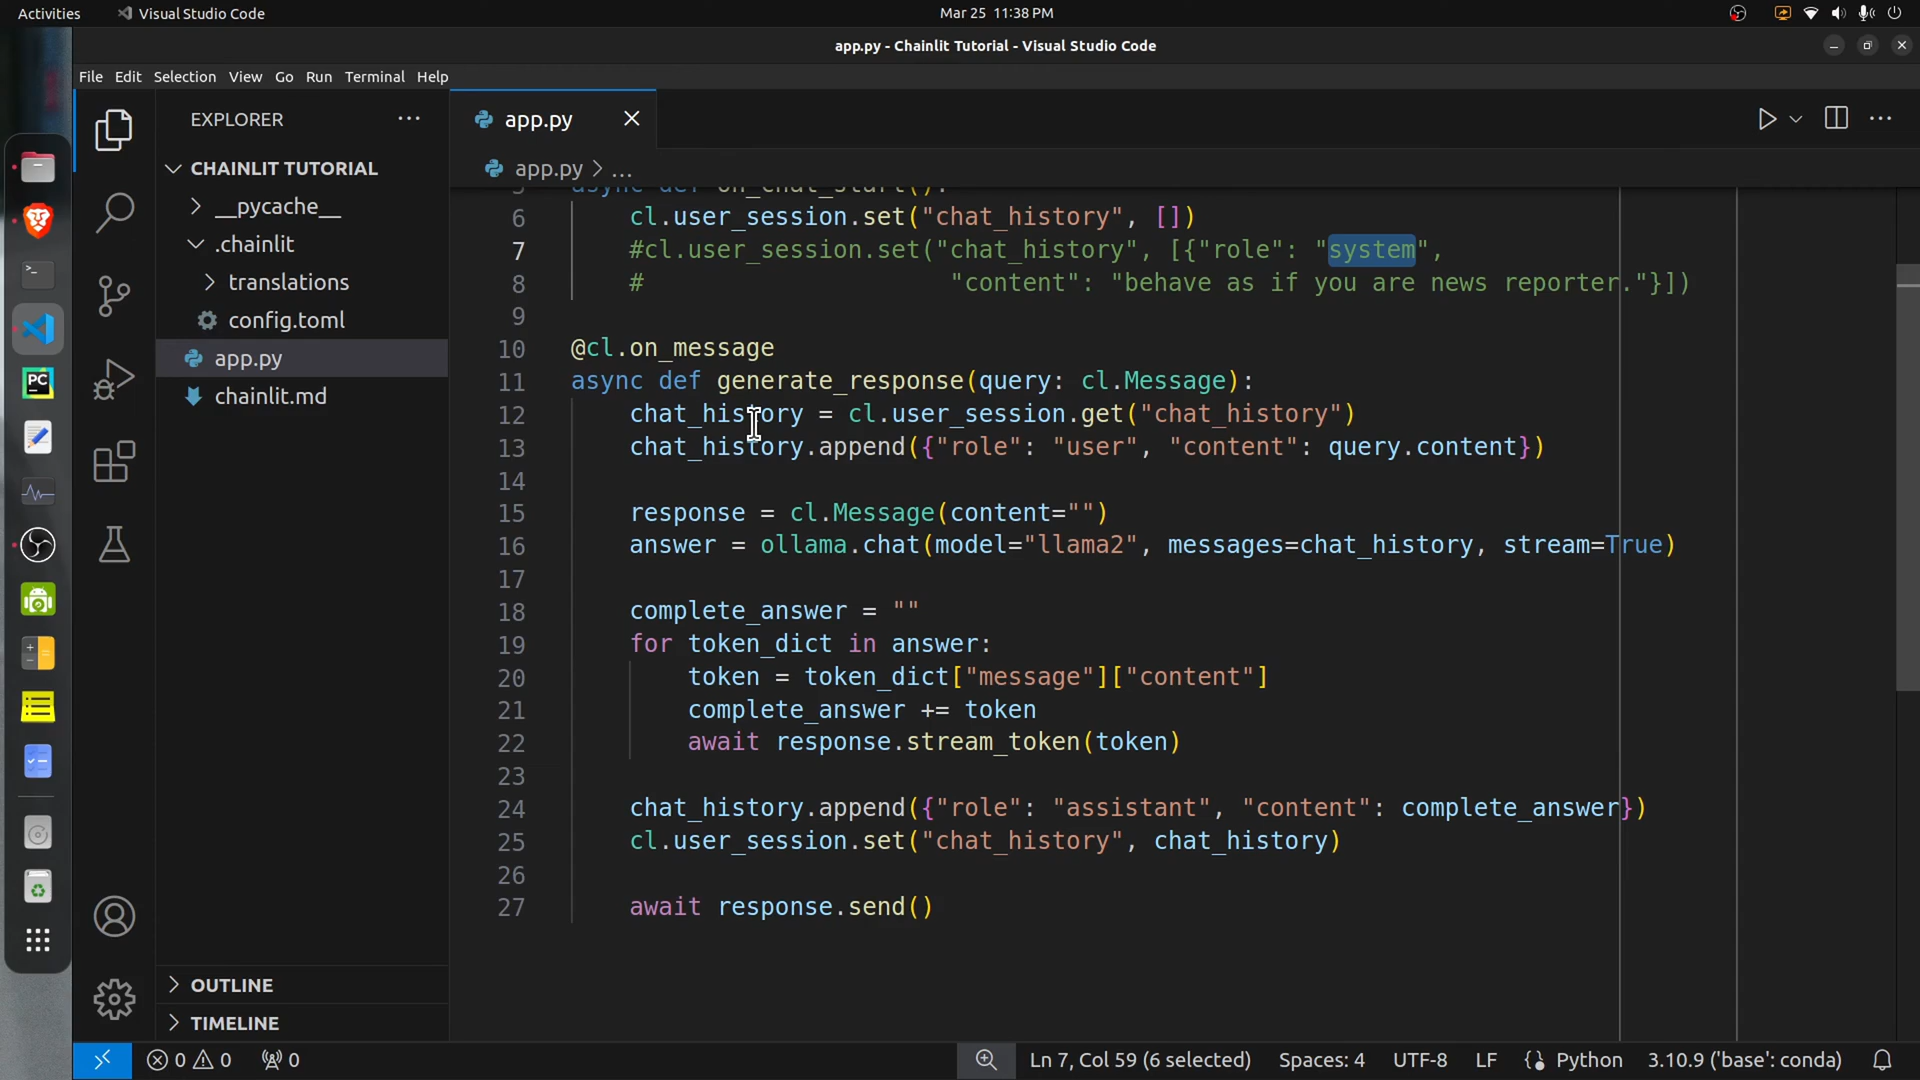 Activities
Visual Studio Code
Mar 25 11:38 PM
app.py - Chainlit Tutorial - Visual Studio Code
File Edit Selection View Go Run Terminal Help
EXPLORER
app.py
CHAINLIT TUTORIAL
app.py > ...
__pycache__
.chainlit
translations
config.toml
app.py
chainlit.md
async def on_chat_start():
6 cl.user_session.set("chat_history", [])
7 #cl.user_session.set("chat_history", [{"role": "system",
8 # "content": "behave as if you are news reporter."}])
9
10 @cl.on_message
11 async def generate_response(query: cl.Message):
12 chat_history = cl.user_session.get("chat_history")
13 chat_history.append({"role": "user", "content": query.content})
14
15 response = cl.Message(content="")
16 answer = ollama.chat(model="llama2", messages=chat_history, stream=True)
17
18 complete_answer = ""
19 for token_dict in answer:
20 token = token_dict["message"]["content"]
21 complete_answer += token
22 await response.stream_token(token)
23
24 chat_history.append({"role": "assistant", "content": complete_answer})
25 cl.user_session.set("chat_history", chat_history)
26
27 await response.send()
PC
OUTLINE
TIMELINE
0 0 0
Ln 7, Col 59 (6 selected) Spaces: 4 UTF-8 LF Python 3.10.9 ('base': conda)